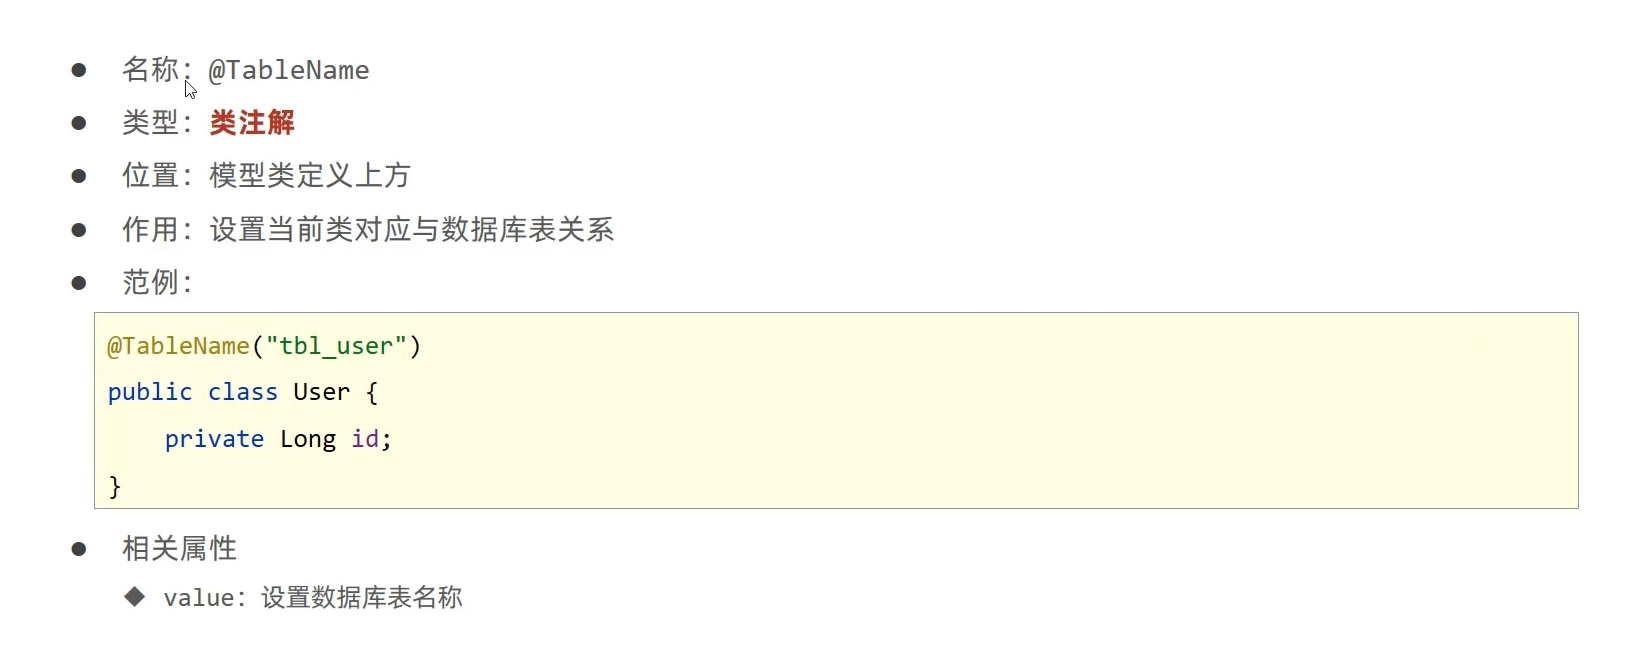 名称：@TableName
类型：类注解
位置：模型类定义上方
作用：设置当前类对应与数据库表关系
范例：
@TableName("tbl_user")
public class User {
    private Long id;
}
相关属性
value：设置数据库表名称